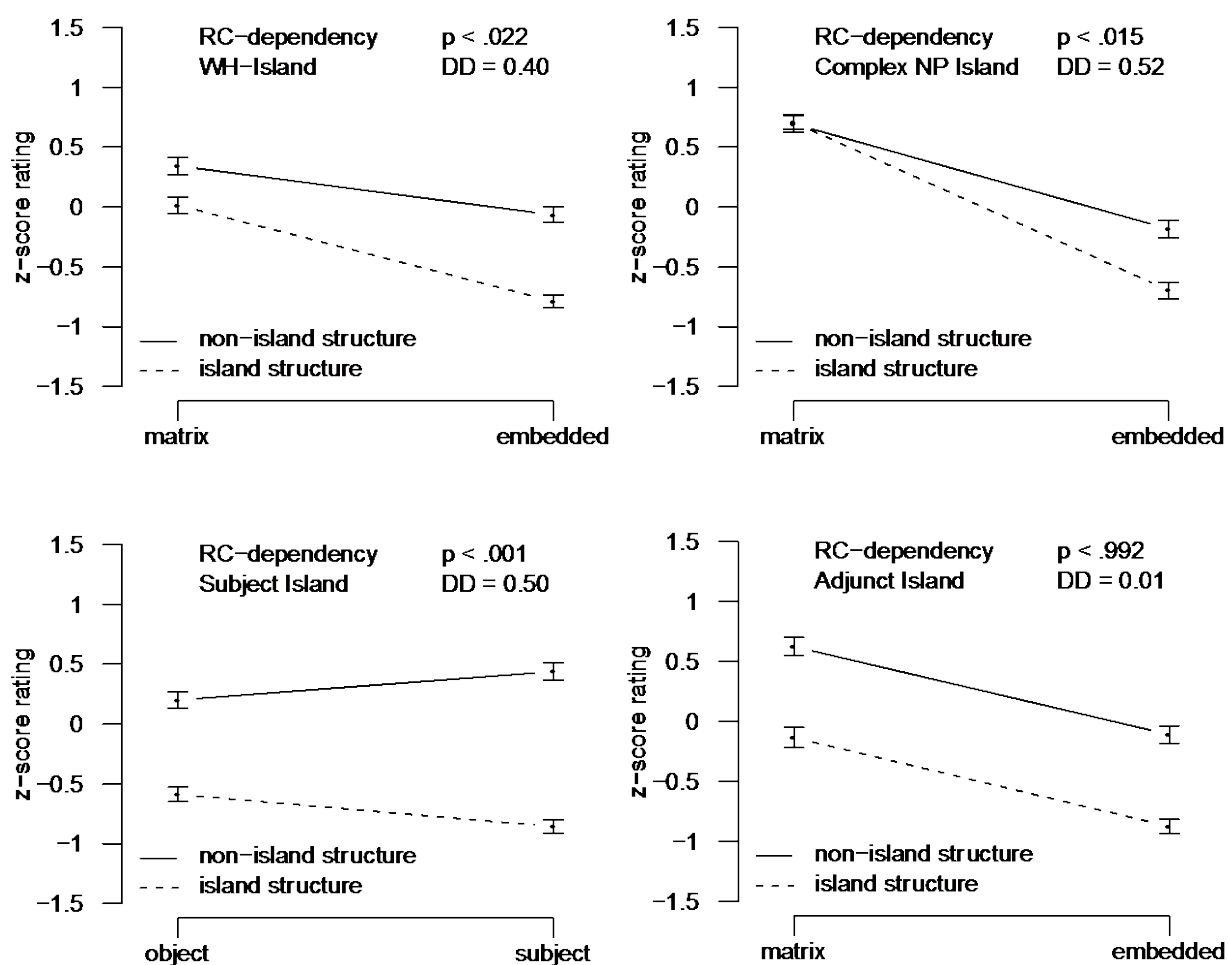 RC-dependency p < .022
WH-Island DD = 0.40
z-score rating
1.5
1
0.5
0
-0.5
-1
-1.5
non-island structure
island structure
matrix embedded
RC-dependency p < .015
Complex NP Island DD = 0.52
z-score rating
1.5
1
0.5
0
-0.5
-1
-1.5
non-island structure
island structure
matrix embedded
RC-dependency p < .001
Subject Island DD = 0.50
z-score rating
1.5
1
0.5
0
-0.5
-1
-1.5
non-island structure
island structure
object subject
RC-dependency p < .992
Adjunct Island DD = 0.01
z-score rating
1.5
1
0.5
0
-0.5
-1
-1.5
non-island structure
island structure
matrix embedded